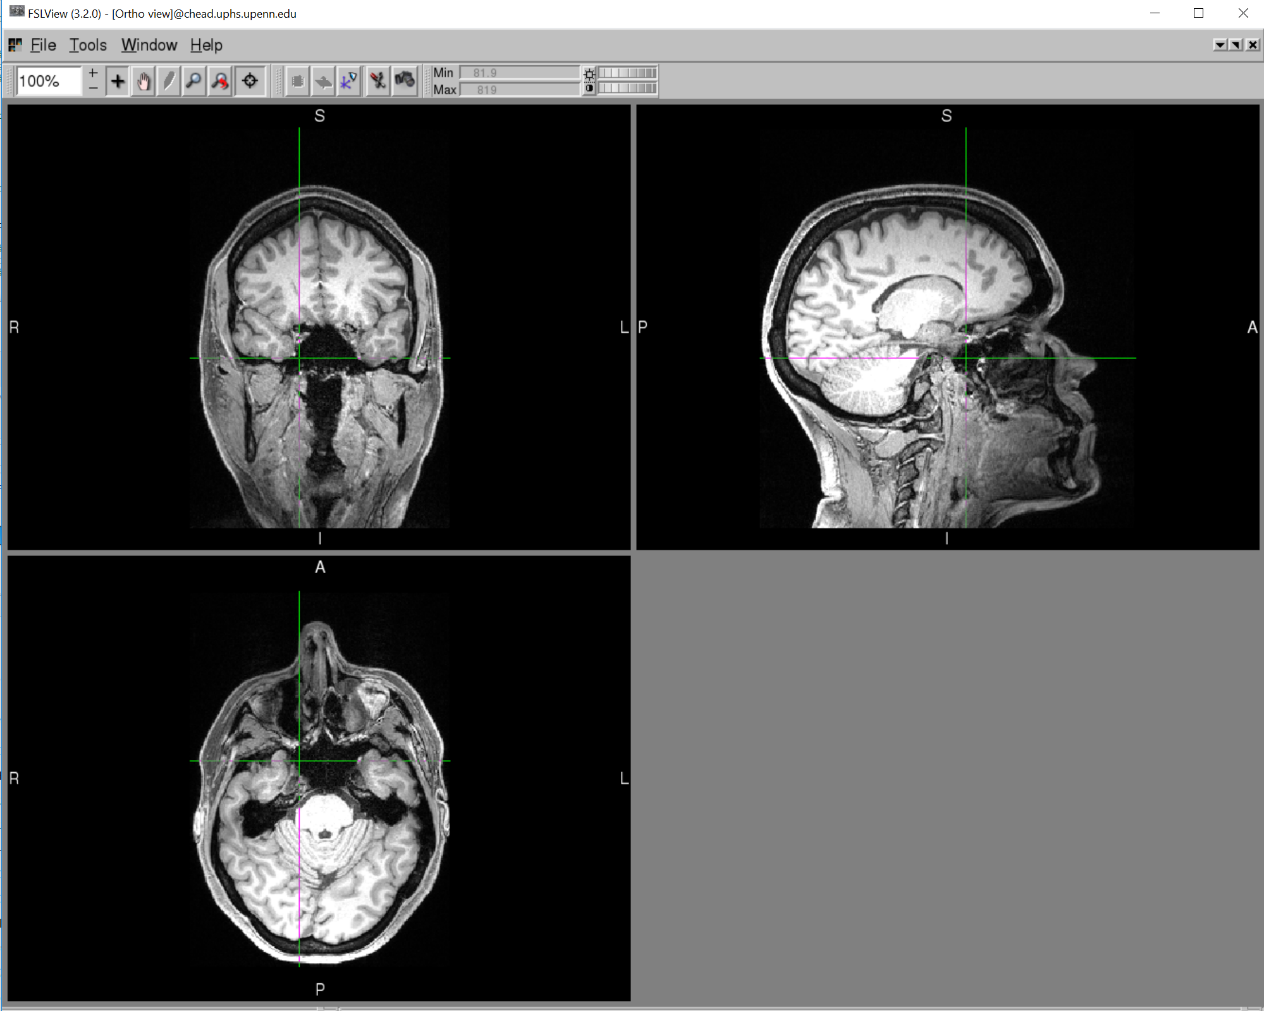 FSLView (3.2.0) - [Ortho view]@chead.uphs.upenn.edu
File Tools Window Help
100%
Min 81.9
Max 819
S
R
L
I
S
P
A
I
A
R
L
P